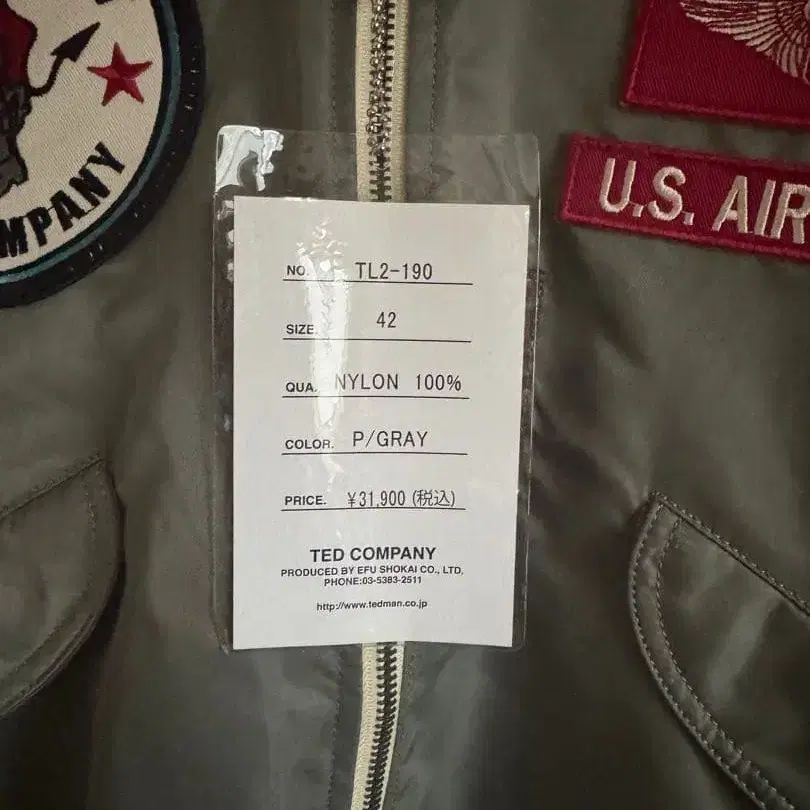 MPANY
U.S. AIR
NO. TL2-190
SIZE. 42
QUA. NYLON 100%
COLOR. P/GRAY
PRICE. ¥31,900 (税込)
TED COMPANY
PRODUCED BY EFU SHOKAI CO., LTD.
PHONE:03-5383-2511
http://www.tedman.co.jp